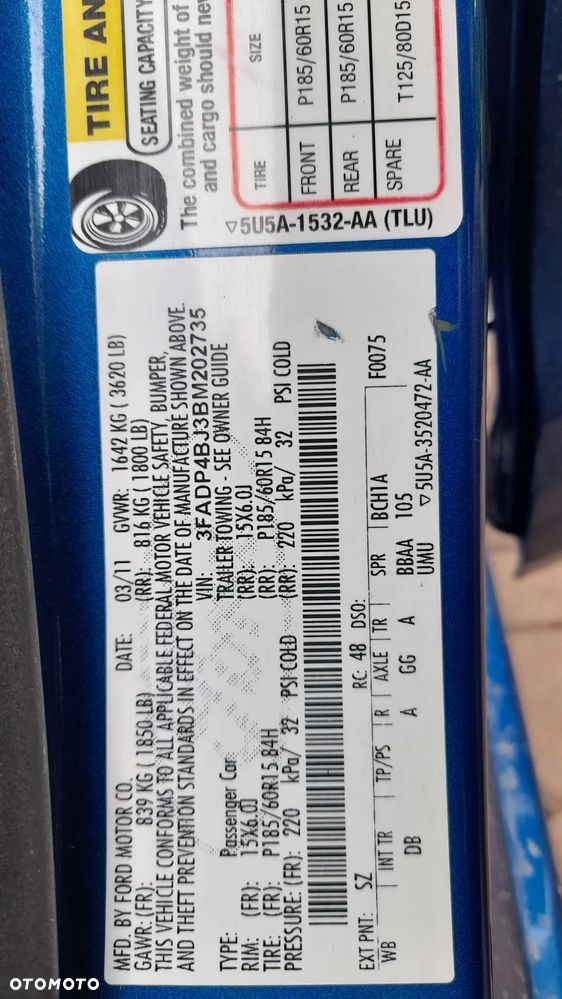 TIRE AN
SEATING CAPACITY
The combined weight of
and cargo should nev
TIRE SIZE
FRONT P185/60R15
REAR P185/60R15
SPARE T125/80D15
▽5U5A-1532-AA (TLU)
MFD. BY FORD MOTOR CO. DATE: 03/11 GVWR: 1642 KG ( 3620 LB)
GAWR: (FR): 839 KG ( 1850 LB) (RR): 816 KG ( 1800 LB)
THIS VEHICLE CONFORMS TO ALL APPLICABLE FEDERAL MOTOR VEHICLE SAFETY, BUMPER,
AND THEFT PREVENTION STANDARDS IN EFFECT ON THE DATE OF MANUFACTURE SHOWN ABOVE.
VIN: 3FADP4BJ3BM202735
TYPE: Passenger Car TRAILER TOWING - SEE OWNER GUIDE
RIM: (FR): 15X6.0J (RR): 15X6.0J
TIRE: (FR): P185/60R15 84H (RR): P185/60R15 84H
PRESSURE: (FR): 220 kPa/ 32 PSI COLD (RR): 220 kPa/ 32 PSI COLD
EXT PNT: SZ RC: 48 DSO: F0075
WB INT TR TP/PS R AXLE TR SPR BCH1A
DB A GG A BBAA 105
UMU ▽5U5A-3520472-AA
OTOMOTO